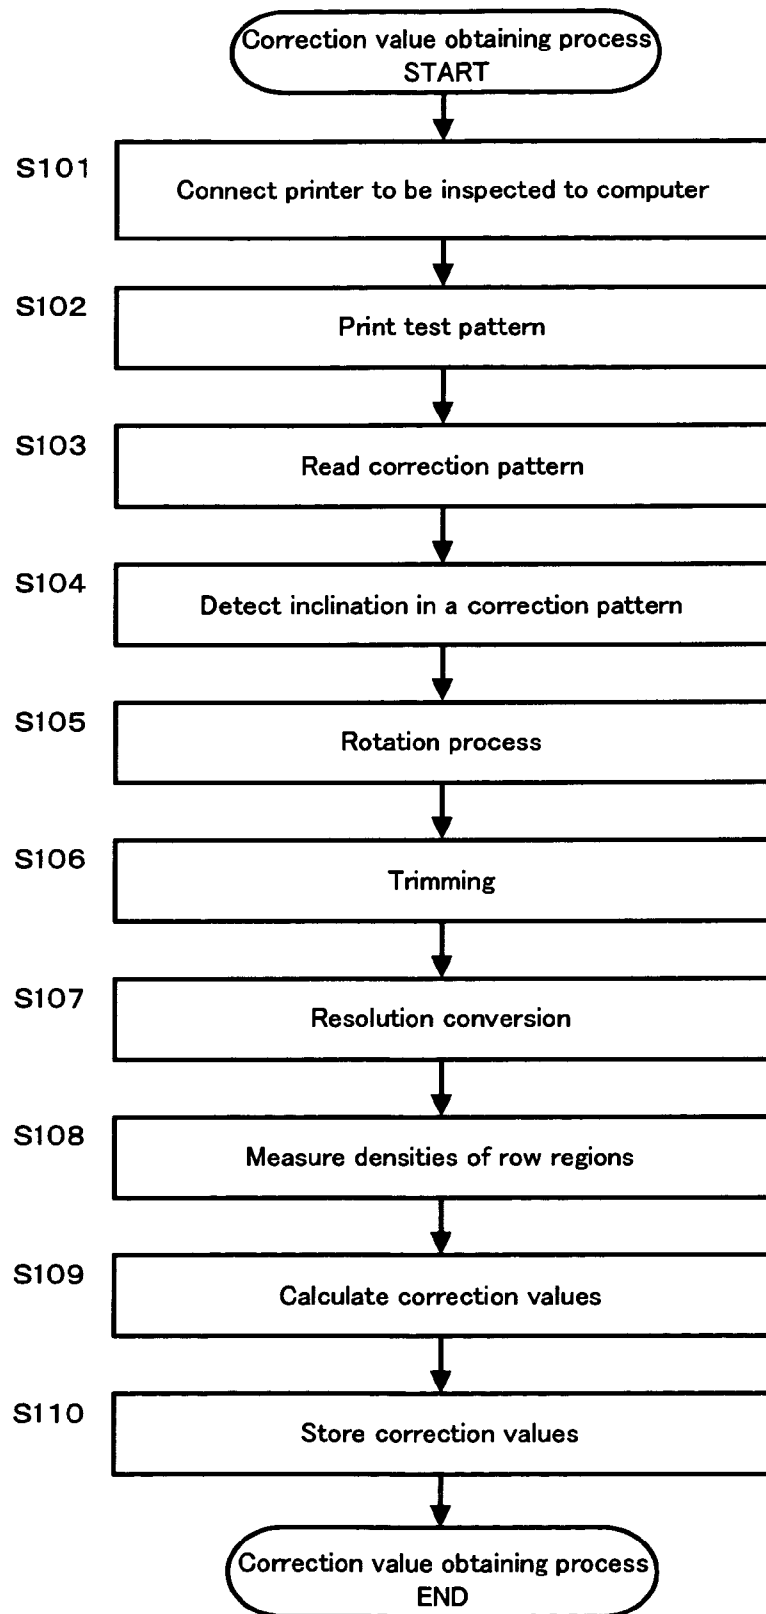 Correction value obtaining process
START
S101
Connect printer to be inspected to computer
S102
Print test pattern
S103
Read correction pattern
S104
Detect inclination in a correction pattern
S105
Rotation process
S106
Trimming
S107
Resolution conversion
S108
Measure densities of row regions
S109
Calculate correction values
S110
Store correction values
Correction value obtaining process
END